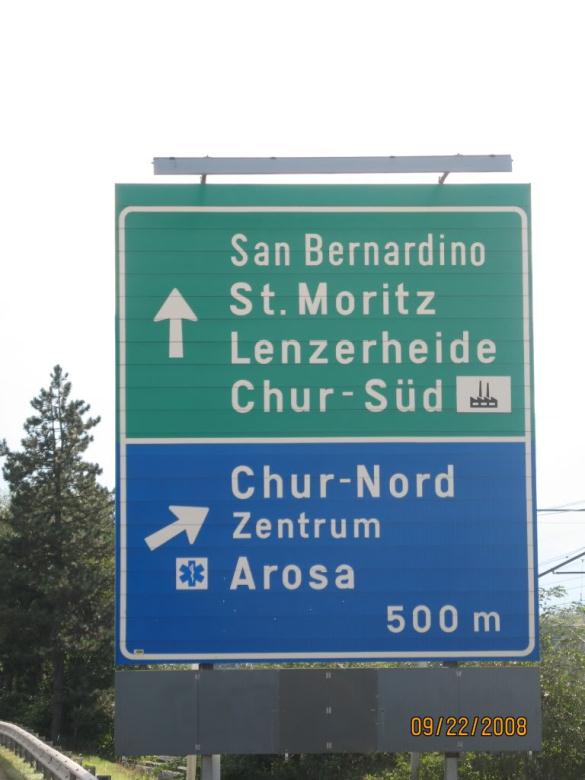 San Bernardino
St. Moritz
Lenzerheide
Chur-Süd
Chur-Nord
Zentrum
Arosa
500 m
09/22/2008